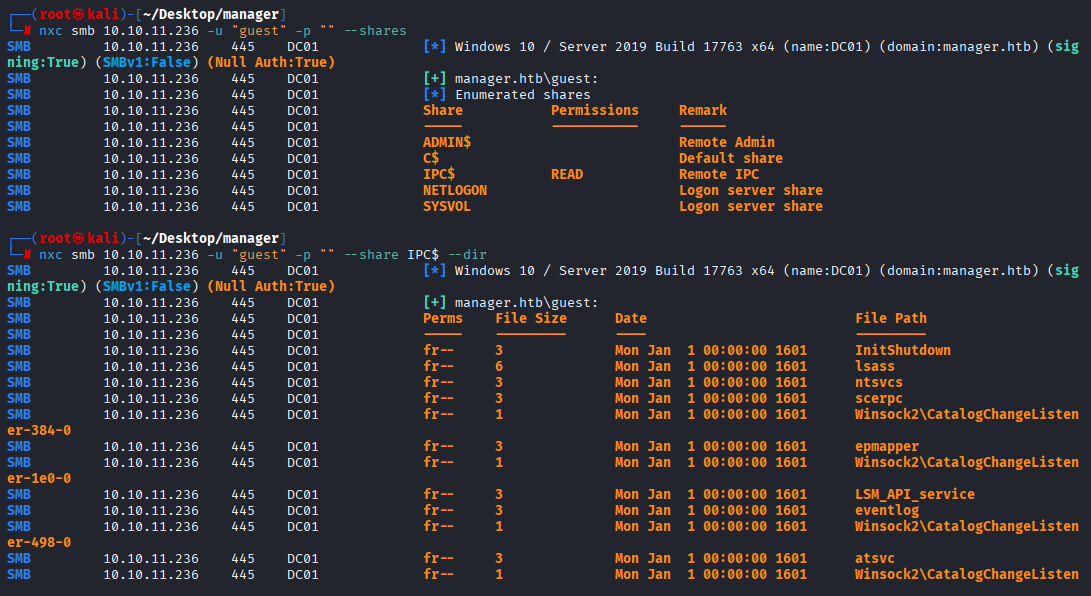 ┌──(root㉿kali)-[~/Desktop/manager]
└─# nxc smb 10.10.11.236 -u "guest" -p "" --shares
SMB         10.10.11.236    445    DC01             [*] Windows 10 / Server 2019 Build 17763 x64 (name:DC01) (domain:manager.htb) (sig
ning:True) (SMBv1:False) (Null Auth:True)
SMB         10.10.11.236    445    DC01             [+] manager.htb\guest:
SMB         10.10.11.236    445    DC01             [*] Enumerated shares
SMB         10.10.11.236    445    DC01             Share           Permissions     Remark
SMB         10.10.11.236    445    DC01             -----           -----------     ------
SMB         10.10.11.236    445    DC01             ADMIN$                          Remote Admin
SMB         10.10.11.236    445    DC01             C$                              Default share
SMB         10.10.11.236    445    DC01             IPC$            READ            Remote IPC
SMB         10.10.11.236    445    DC01             NETLOGON                        Logon server share
SMB         10.10.11.236    445    DC01             SYSVOL                          Logon server share
┌──(root㉿kali)-[~/Desktop/manager]
└─# nxc smb 10.10.11.236 -u "guest" -p "" --share IPC$ --dir
SMB         10.10.11.236    445    DC01             [*] Windows 10 / Server 2019 Build 17763 x64 (name:DC01) (domain:manager.htb) (sig
ning:True) (SMBv1:False) (Null Auth:True)
SMB         10.10.11.236    445    DC01             [+] manager.htb\guest:
SMB         10.10.11.236    445    DC01             Perms    File Size      Date                          File Path
SMB         10.10.11.236    445    DC01             -----    ---------      ----                          ---------
SMB         10.10.11.236    445    DC01             fr--     3              Mon Jan  1 00:00:00 1601      InitShutdown
SMB         10.10.11.236    445    DC01             fr--     6              Mon Jan  1 00:00:00 1601      lsass
SMB         10.10.11.236    445    DC01             fr--     3              Mon Jan  1 00:00:00 1601      ntsvcs
SMB         10.10.11.236    445    DC01             fr--     3              Mon Jan  1 00:00:00 1601      scerpc
SMB         10.10.11.236    445    DC01             fr--     1              Mon Jan  1 00:00:00 1601      Winsock2\CatalogChangeListen
er-384-0
SMB         10.10.11.236    445    DC01             fr--     3              Mon Jan  1 00:00:00 1601      epmapper
SMB         10.10.11.236    445    DC01             fr--     1              Mon Jan  1 00:00:00 1601      Winsock2\CatalogChangeListen
er-1e0-0
SMB         10.10.11.236    445    DC01             fr--     3              Mon Jan  1 00:00:00 1601      LSM_API_service
SMB         10.10.11.236    445    DC01             fr--     3              Mon Jan  1 00:00:00 1601      eventlog
SMB         10.10.11.236    445    DC01             fr--     1              Mon Jan  1 00:00:00 1601      Winsock2\CatalogChangeListen
er-498-0
SMB         10.10.11.236    445    DC01             fr--     3              Mon Jan  1 00:00:00 1601      atsvc
SMB         10.10.11.236    445    DC01             fr--     1              Mon Jan  1 00:00:00 1601      Winsock2\CatalogChangeListen